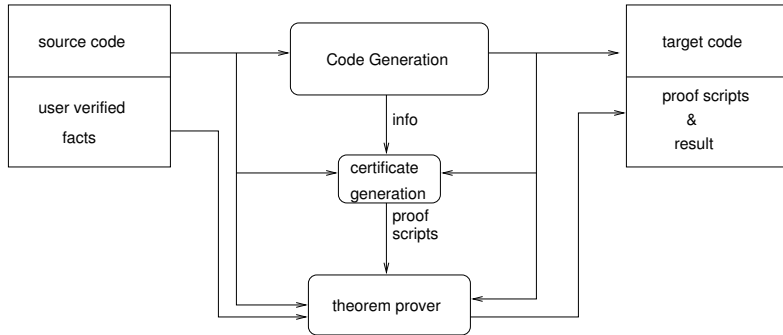 source code
Code Generation
target code
user verified
facts
proof scripts
&
result
info
certificate
generation
proof
scripts
theorem prover